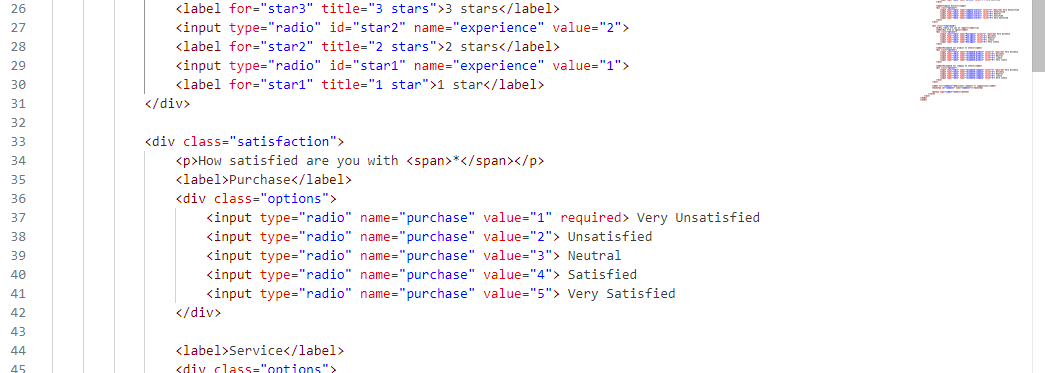 26 <label for="star3" title="3 stars">3 stars</label>
27 <input type="radio" id="star2" name="experience" value="2">
28 <label for="star2" title="2 stars">2 stars</label>
29 <input type="radio" id="star1" name="experience" value="1">
30 <label for="star1" title="1 star">1 star</label>
31 </div>
32
33 <div class="satisfaction">
34 <p>How satisfied are you with <span>*</span></p>
35 <label>Purchase</label>
36 <div class="options">
37 <input type="radio" name="purchase" value="1" required> Very Unsatisfied
38 <input type="radio" name="purchase" value="2"> Unsatisfied
39 <input type="radio" name="purchase" value="3"> Neutral
40 <input type="radio" name="purchase" value="4"> Satisfied
41 <input type="radio" name="purchase" value="5"> Very Satisfied
42 </div>
43
44 <label>Service</label>
45 <div class="options">